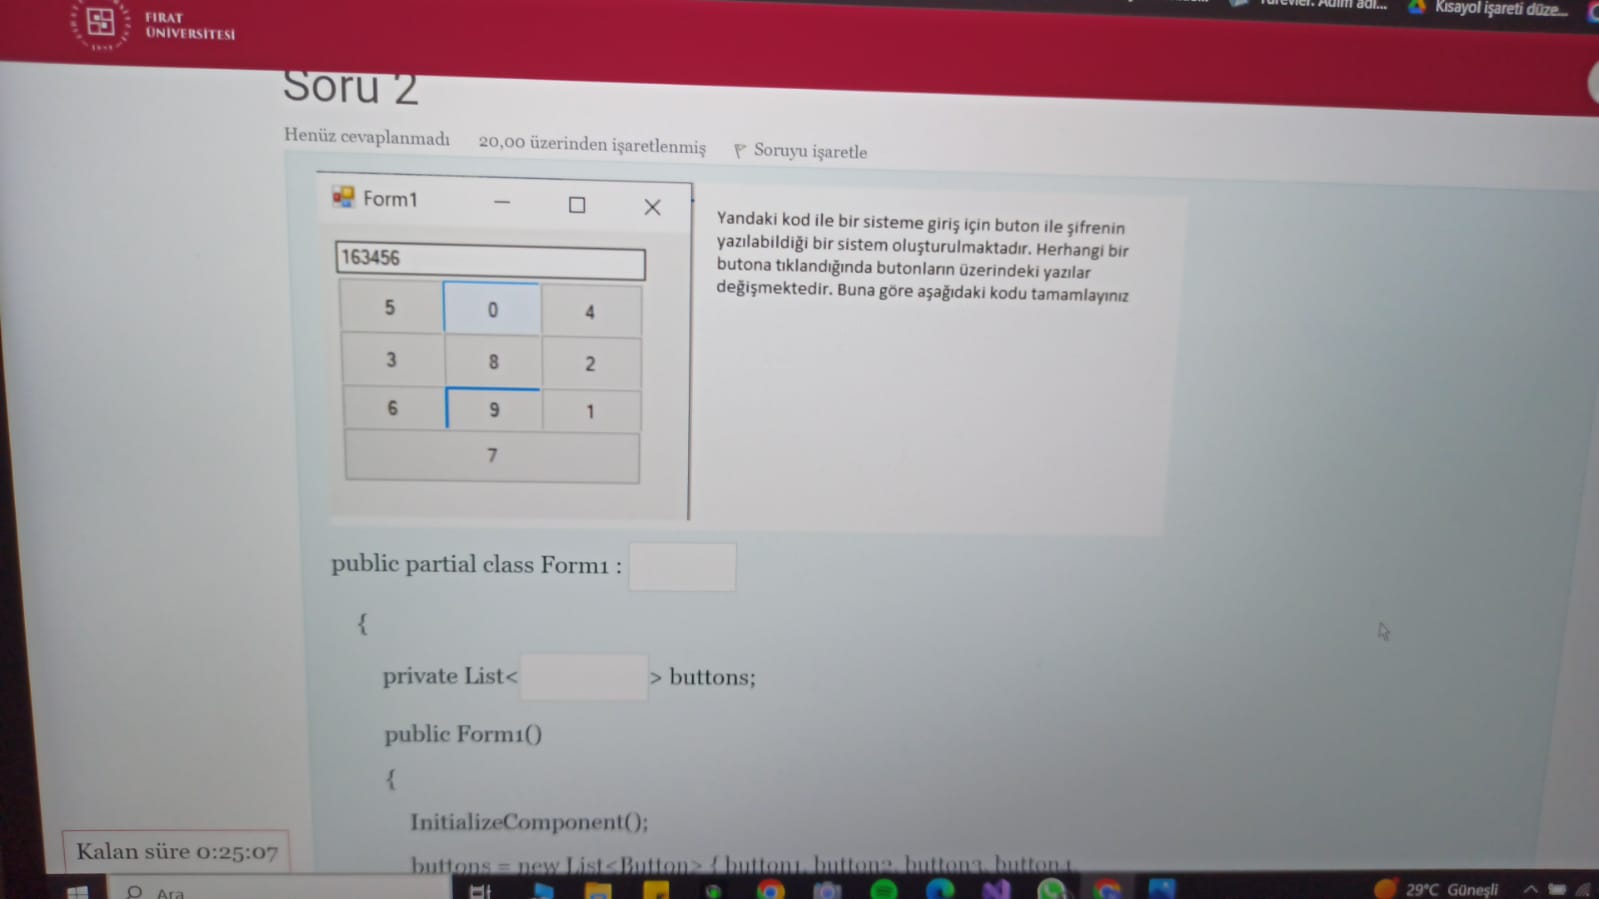 Kısayol işareti düze...
FIRAT
ÜNİVERSİTESİ
Soru 2
Henüz cevaplanmadı 20,00 üzerinden işaretlenmiş Soruyu işaretle
Form1
163456
5 0 4
3 8 2
6 9 1
7
Yandaki kod ile bir sisteme giriş için buton ile şifrenin
yazılabildiği bir sistem oluşturulmaktadır. Herhangi bir
butona tıklandığında butonların üzerindeki yazılar
değişmektedir. Buna göre aşağıdaki kodu tamamlayınız
public partial class Form1 :
{
private List< > buttons;
public Form1()
{
InitializeComponent();
buttons = new List<Button> { button1, button2, button3, button4,
Kalan süre 0:25:07
Ara
29°C Güneşli